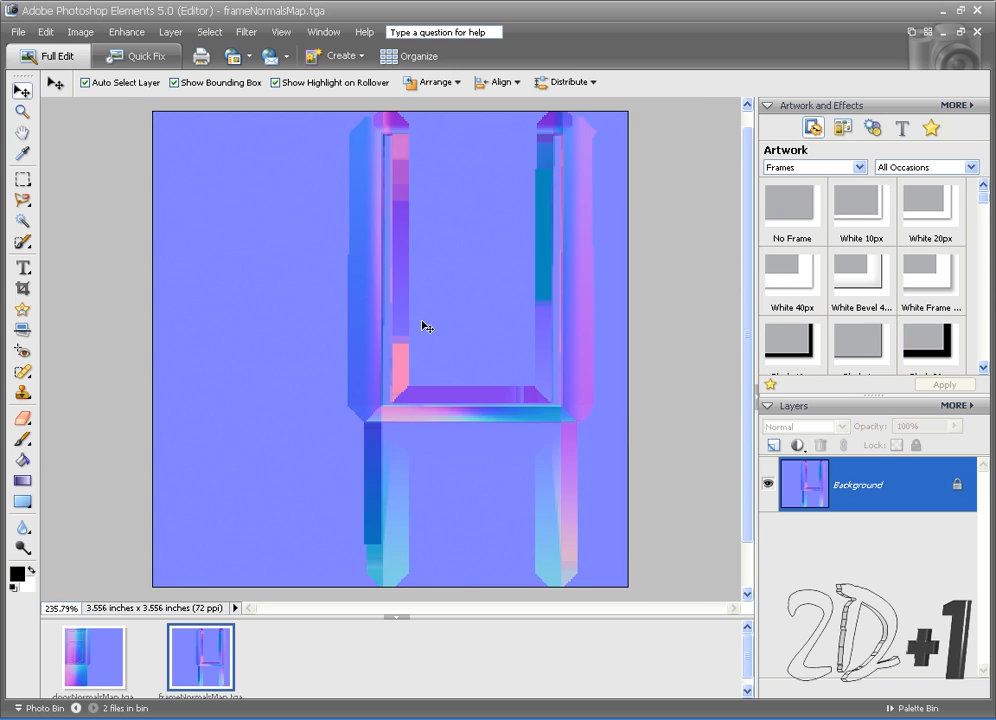 Adobe Photoshop Elements 5.0 (Editor) - frameNormalsMap.tga
File Edit Image Enhance Layer Select Filter View Window Help Type a question for help
Full Edit Quick Fix Create Organize
Auto Select Layer Show Bounding Box Show Highlight on Rollover Arrange Align Distribute
Artwork and Effects MORE
Artwork
Frames All Occasions
No Frame White 10px White 20px
White 40px White Bevel 4... White Frame ...
Apply
Layers MORE
Normal Opacity: 100%
Lock:
Background
235.79% 3.556 inches x 3.556 inches (72 ppi)
doorNormalsMap.tga frameNormalsMap.tga
2D+1
Photo Bin 2 files in bin Palette Bin